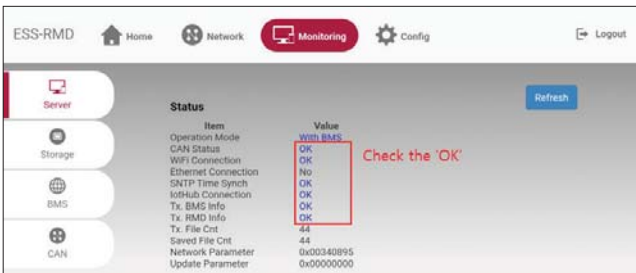 ESS-RMD Home Network Monitoring Config Logout
Server
Storage
BMS
CAN
Refresh
Status
Item Value
Operation Mode With BMS
CAN Status OK
WiFi Connection OK
Ethernet Connection No
SNTP Time Synch OK
IotHub Connection OK
Tx. BMS Info OK
Tx. RMD Info OK
Tx. File Cnt 44
Saved File Cnt 44
Network Parameter 0x00340895
Update Parameter 0x00000000
Check the 'OK'